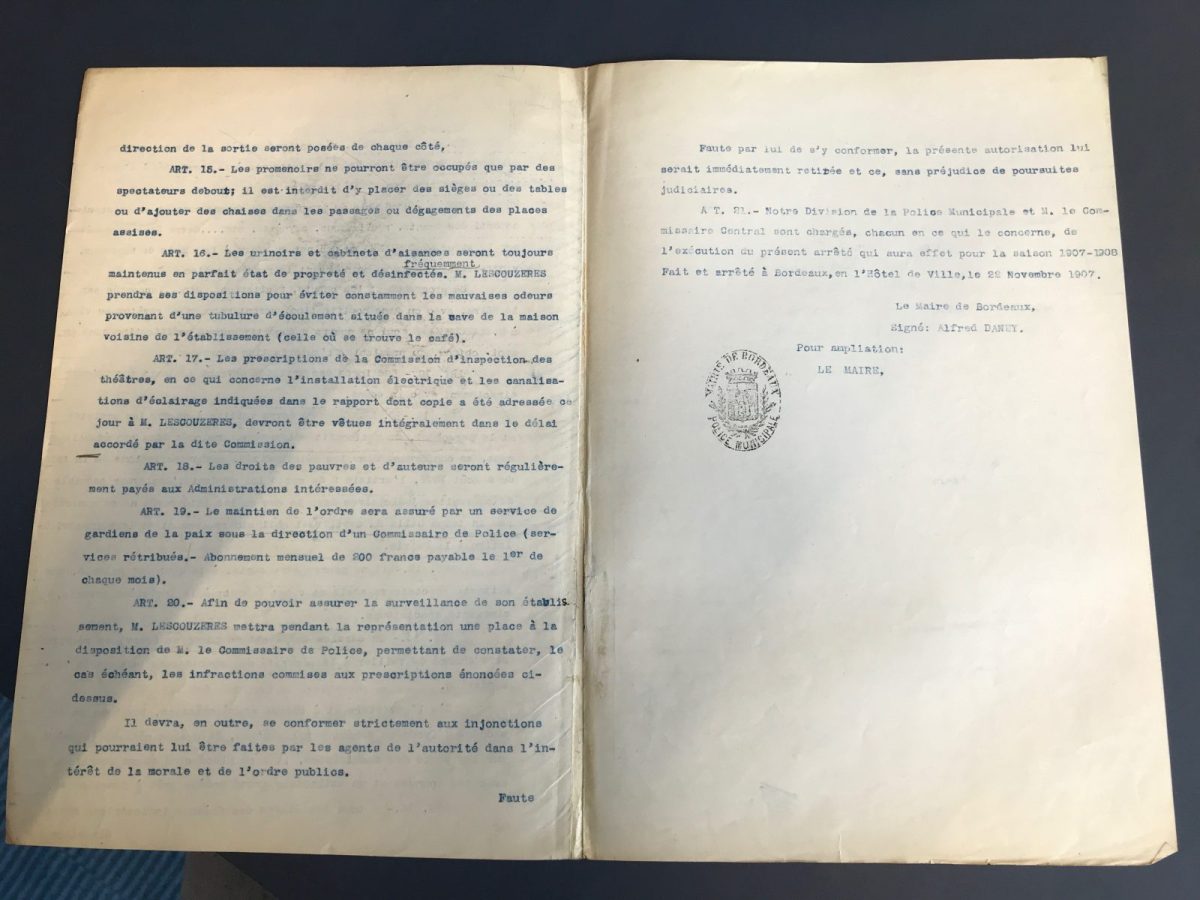 direction de la sortie seront posées de chaque côté,
ART. 15.- Les promenoirs ne pourront être occupés que par des
spectateurs debout; il est interdit d'y placer des sièges ou des tables
ou d'ajouter des chaises dans les passages ou dégagements des places
assises.
ART. 16.- Les urinoirs et cabinets d'aisances seront toujours
fréquemment
maintenus en parfait état de propreté et désinfectés. M. LESCOUZERES
prendra ses dispositions pour éviter constamment les mauvaises odeurs
provenant d'une tubulure d'écoulement située dans la cave de la maison
voisine de l'établissement (celle où se trouve le café).
ART. 17.- Les prescriptions de la Commission d'inspection des
théâtres, en ce qui concerne l'installation électrique et les canalisa-
tions d'éclairage indiquées dans le rapport dont copie a été adressée ce
jour à M. LESCOUZERES, devront être vêtues intégralement dans le délai
accordé par la dite Commission.
ART. 18.- Les droits des pauvres et d'auteurs seront régulière-
ment payés aux Administrations intéressées.
ART. 19.- Le maintien de l'ordre sera assuré par un service de
gardiens de la paix sous la direction d'un Commissaire de Police (ser-
vices rétribués.- Abonnement mensuel de 200 francs payable le 1er de
chaque mois).
ART. 20.- Afin de pouvoir assurer la surveillance de son établis
sement, M. LESCOUZERES mettra pendant la représentation une place à la
disposition de M. le Commissaire de Police, permettant de constater, le
cas échéant, les infractions commises aux prescriptions énoncées ci-
dessus.
Il devra, en outre, se conformer strictement aux injonctions
qui pourraient lui être faites par les agents de l'autorité dans l'in-
térêt de la morale et de l'ordre publics.
Faute
Faute par lui de s'y conformer, la présente autorisation lui
serait immédiatement retirée et ce, sans préjudice de poursuites
judiciaires.
A T. 21.- Notre Division de la Police Municipale et M. le Com-
missaire Central sont chargés, chacun en ce qui le concerne, de
l'exécution du présent arrêté qui aura effet pour la saison 1907-1908
Fait et arrêté à Bordeaux, en l'Hôtel de Ville, le 22 Novembre 1907.
Le Maire de Bordeaux,
Signé: Alfred DANEY.
Pour ampliation:
LE MAIRE,
MAIRIE DE BORDEAUX
POLICE MUNICIPALE